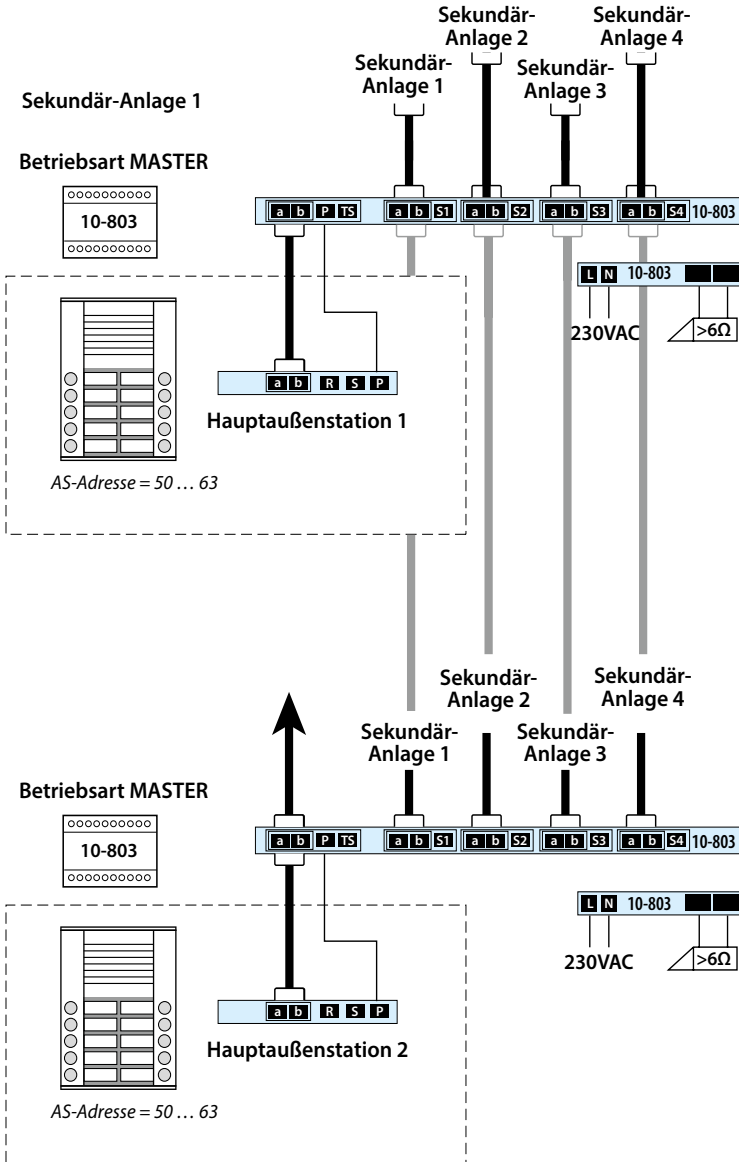 Sekundär-
Anlage 2
Sekundär-
Anlage 4
Sekundär-
Anlage 1
Sekundär-
Anlage 3
Sekundär-Anlage 1
Betriebsart MASTER
10-803
a b P TS a b S1 a b S2 a b S3 a b S4 10-803
L N 10-803
230VAC >6Ω
a b R S P
Hauptaußenstation 1
AS-Adresse = 50 … 63
Sekundär-
Anlage 2
Sekundär-
Anlage 4
Sekundär-
Anlage 1
Sekundär-
Anlage 3
Betriebsart MASTER
10-803
a b P TS a b S1 a b S2 a b S3 a b S4 10-803
L N 10-803
230VAC >6Ω
a b R S P
Hauptaußenstation 2
AS-Adresse = 50 … 63